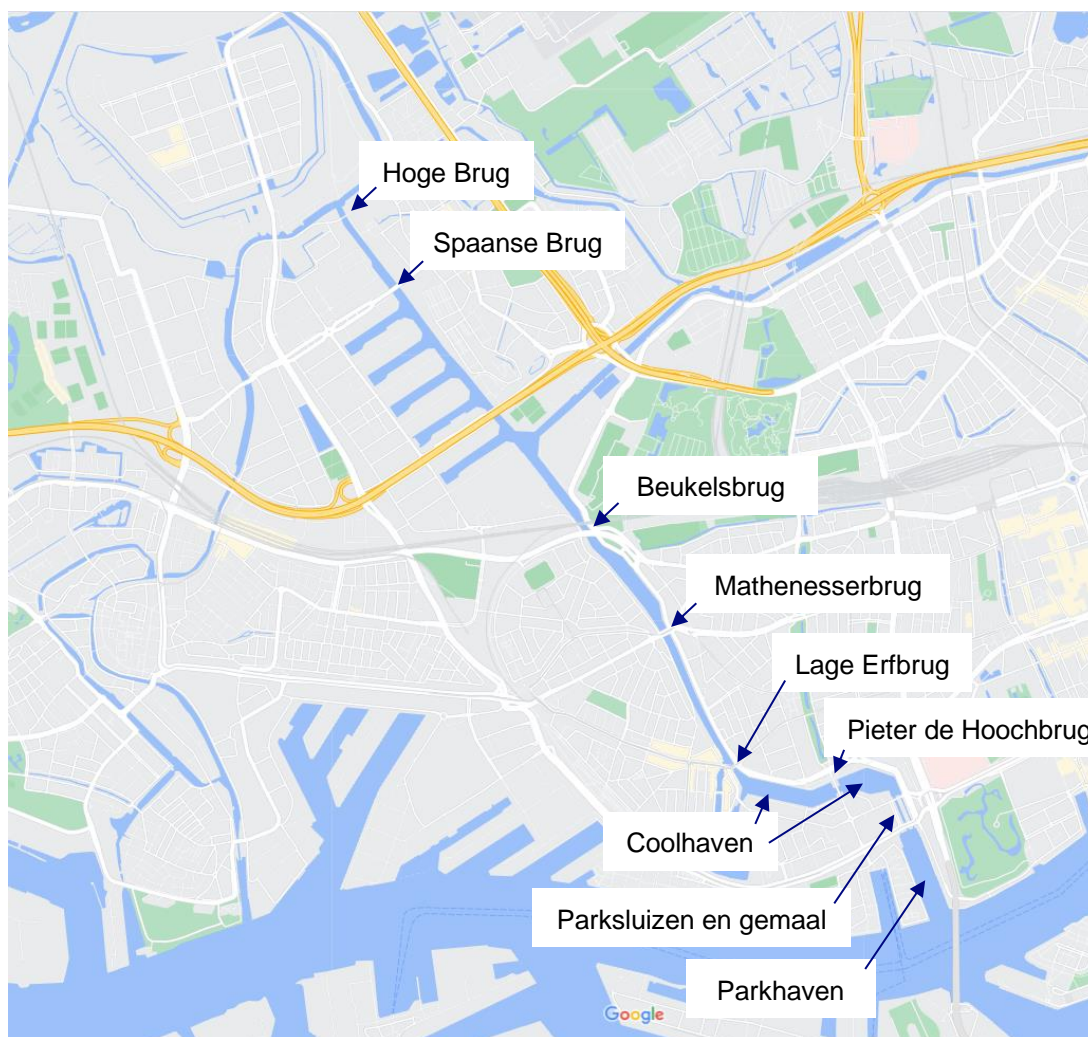 Hoge Brug
Spaanse Brug
Beukelsbrug
Mathenesserbrug
Lage Erfbrug
Pieter de Hoochbrug
Coolhaven
Parksluizen en gemaal
Parkhaven
Google